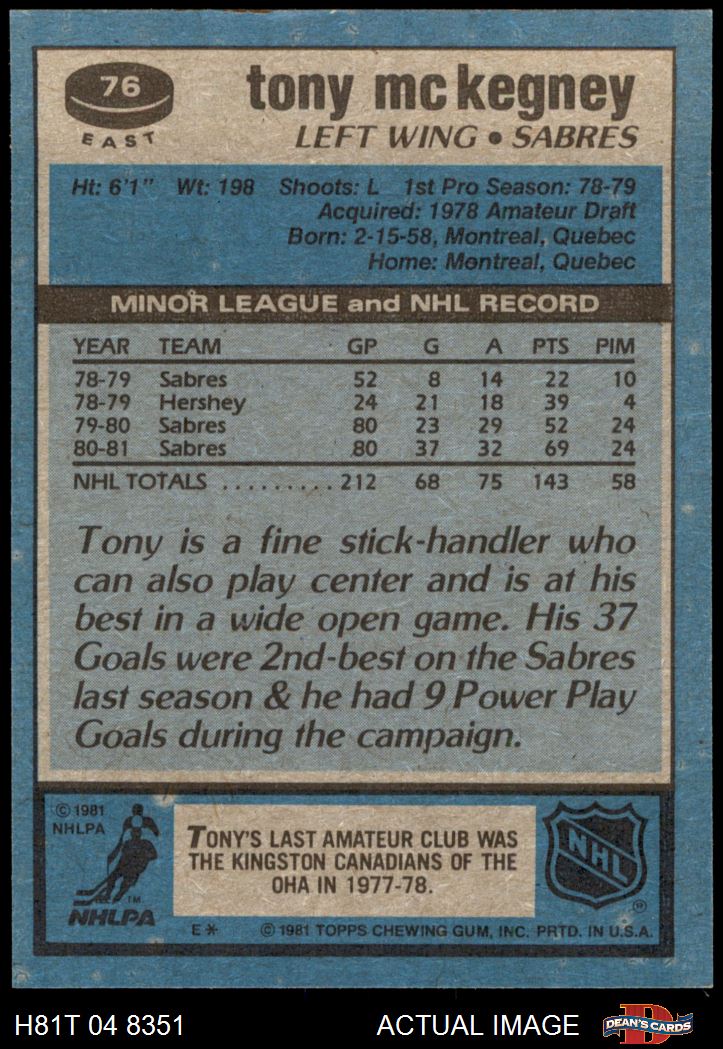 76
EAST
tony mc kegney
LEFT WING • SABRES
Ht: 6'1" Wt: 198 Shoots: L 1st Pro Season: 78-79
Acquired: 1978 Amateur Draft
Born: 2-15-58, Montreal, Quebec
Home: Montreal, Quebec
MINOR LEAGUE and NHL RECORD
YEAR TEAM GP G A PTS PIM
78-79 Sabres 52 8 14 22 10
78-79 Hershey 24 21 18 39 4
79-80 Sabres 80 23 29 52 24
80-81 Sabres 80 37 32 69 24
NHL TOTALS .......... 212 68 75 143 58
Tony is a fine stick-handler who
can also play center and is at his
best in a wide open game. His 37
Goals were 2nd-best on the Sabres
last season & he had 9 Power Play
Goals during the campaign.
© 1981
NHLPA
TM
NHLPA
TONY'S LAST AMATEUR CLUB WAS
THE KINGSTON CANADIANS OF THE
OHA IN 1977-78.
NHL
E* © 1981 TOPPS CHEWING GUM, INC. PRTD. IN U.S.A.
H81T 04 8351 ACTUAL IMAGE
D
DEAN'S CARDS